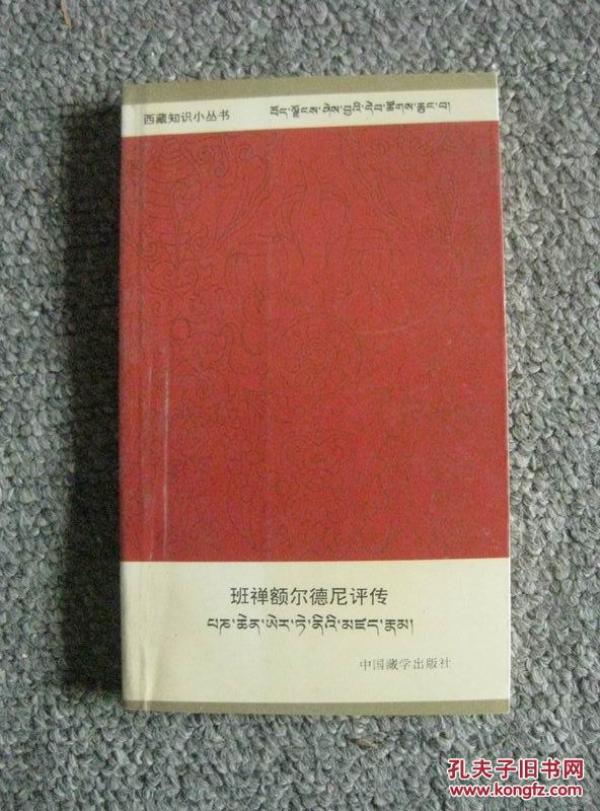 西藏知识小丛书
བོད་ལྗོངས་ཤེས་བྱའི་དེབ་ཚོགས་ཆུང་བ།
班禅额尔德尼评传
པཎ་ཆེན་ཨེར་ཏེ་ནིའི་མཛད་རྣམ།
中国藏学出版社
孔夫子旧书网
www.kongfz.com